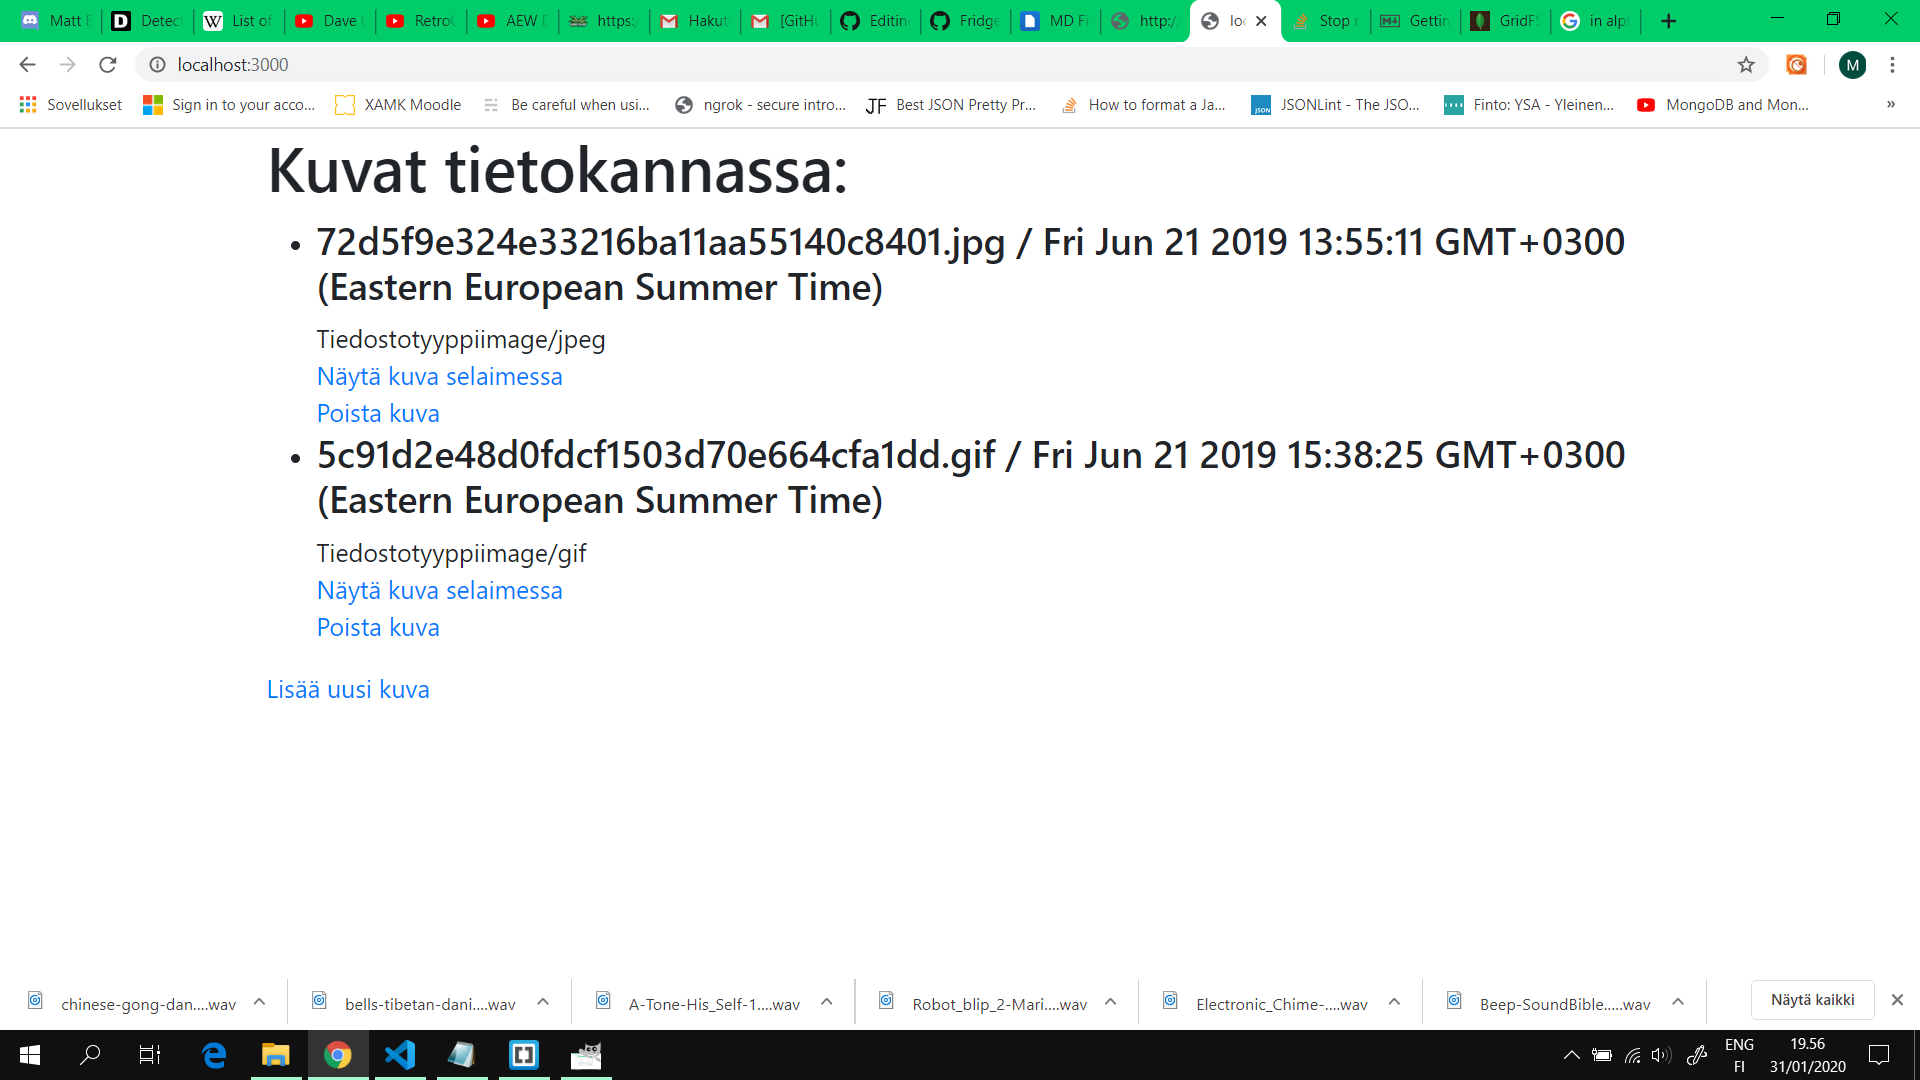 Matt B
Detect
List of
Dave C
RetroC
AEW D
https:/
Hakut
[GitHu
Editin
Fridge
MD Fi
http:/
loc
Stop r
Gettin
GridFS
in alp
localhost:3000
M
Sovellukset
Sign in to your acco...
XAMK Moodle
Be careful when usi...
ngrok - secure intro...
Best JSON Pretty Pr...
How to format a Ja...
JSONLint - The JSO...
Finto: YSA - Yleinen...
MongoDB and Mon...
»
Kuvat tietokannassa:
• 72d5f9e324e33216ba11aa55140c8401.jpg / Fri Jun 21 2019 13:55:11 GMT+0300
(Eastern European Summer Time)
Tiedostotyyppiimage/jpeg
Näytä kuva selaimessa
Poista kuva
• 5c91d2e48d0fdcf1503d70e664cfa1dd.gif / Fri Jun 21 2019 15:38:25 GMT+0300
(Eastern European Summer Time)
Tiedostotyyppiimage/gif
Näytä kuva selaimessa
Poista kuva
Lisää uusi kuva
chinese-gong-dan....wav
bells-tibetan-dani....wav
A-Tone-His_Self-1....wav
Robot_blip_2-Mari....wav
Electronic_Chime-....wav
Beep-SoundBible.....wav
Näytä kaikki
ENG
FI
19.56
31/01/2020